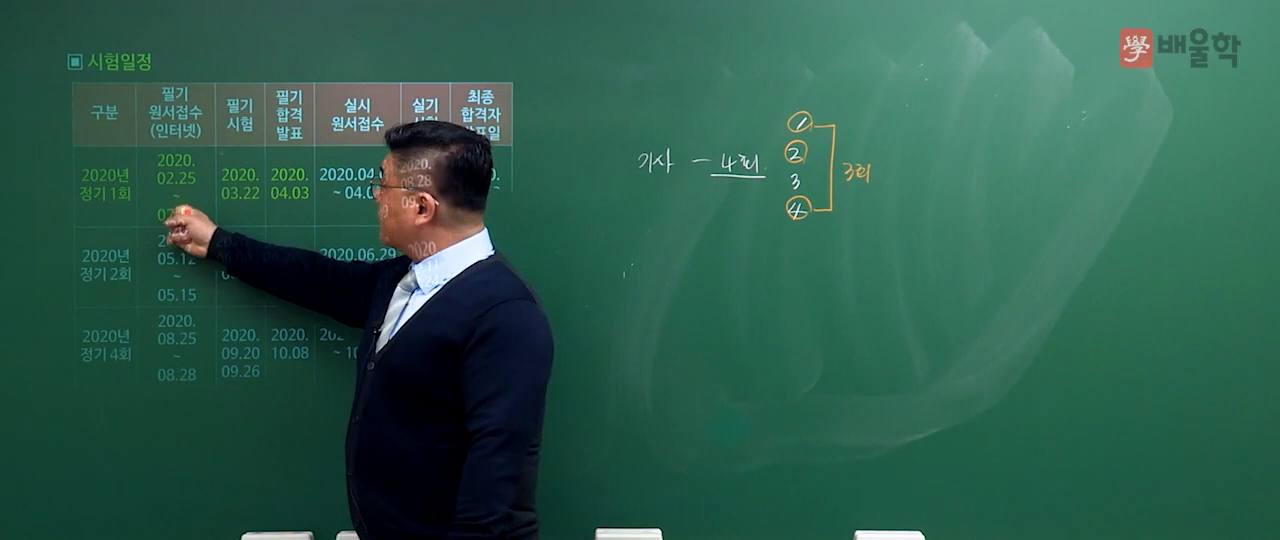 學 배울학
시험일정
구분
필기
원서접수
(인터넷)
필기
시험
필기
합격
발표
실시
원서접수
실기
최종
합격자
2020년
정기 1회
2020.
02.25
~
2020.
03.22
2020.
04.03
2020년
정기 2회
05.12
~
05.15
2020.06.29
2020년
정기 4회
2020.
08.25
~
08.28
2020.
09.20
09.26
2020.
10.08
기사 - 4회
1
2
3
4
3회